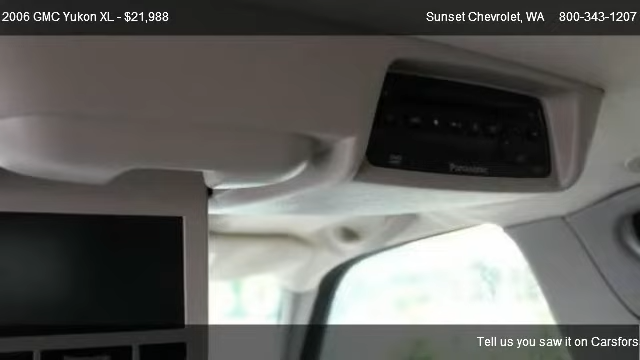 2006 GMC Yukon XL - $21,988
Sunset Chevrolet, WA 800-343-1207
Panasonic
Tell us you saw it on Carsfors